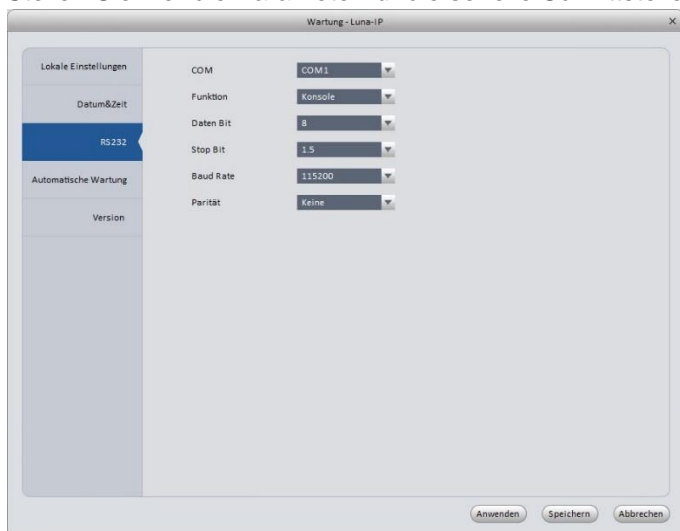 Wartung - Luna-IP
Lokale Einstellungen
Datum&Zeit
RS232
Automatische Wartung
Version
COM COM1
Funktion Konsole
Daten Bit 8
Stop Bit 1.5
Baud Rate 115200
Parität Keine
Anwenden Speichern Abbrechen